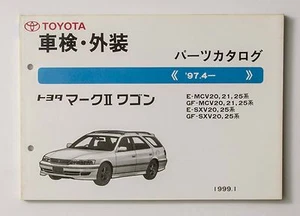 TOYOTA
車検・外装
パーツカタログ
《 '97.4ー 》
トヨタ マークⅡ ワゴン
E-MCV20, 21, 25系
GF-MCV20, 21, 25系
E-SXV20, 25系
GF-SXV20, 25系
1999.1